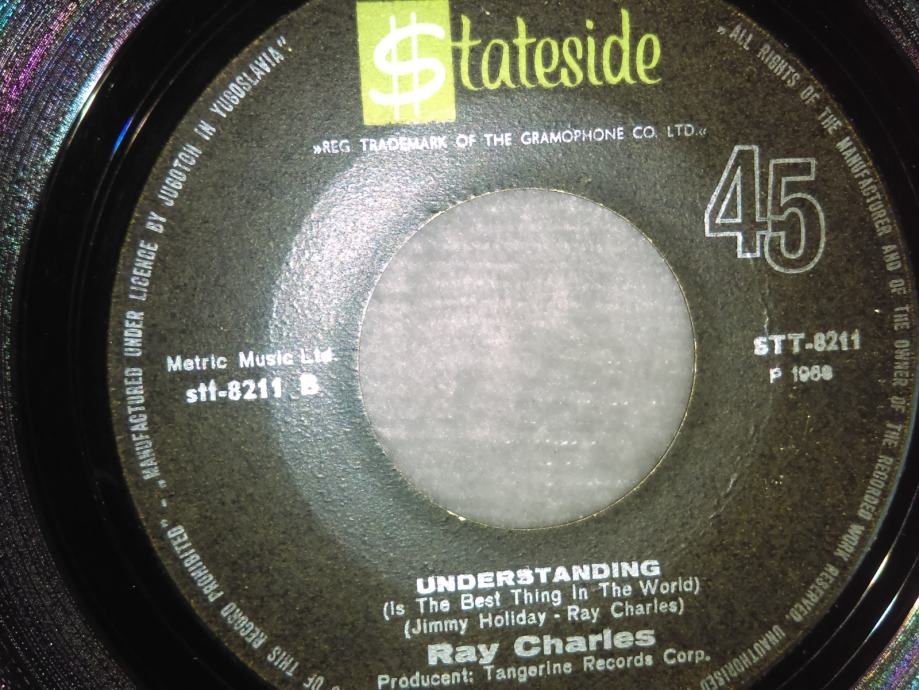 $tateside
»REG. TRADEMARK OF THE GRAMOPHONE CO. LTD.«
45
Metric Music Ltd
stt-8211 B
STT-8211
P 1968
UNDERSTANDING
(Is The Best Thing In The World)
(Jimmy Holiday - Ray Charles)
Ray Charles
Producer: Tangerine Records Corp.
„MANUFACTURED UNDER LICENCE BY JUGOTON IN YUGOSLAVIA”
„ALL RIGHTS OF THE MANUFACTURER AND OF THE OWNER OF THE RECORDED WORK RESERVED. UNAUTHORISED
OF THIS RECORD PROHIBITED” -